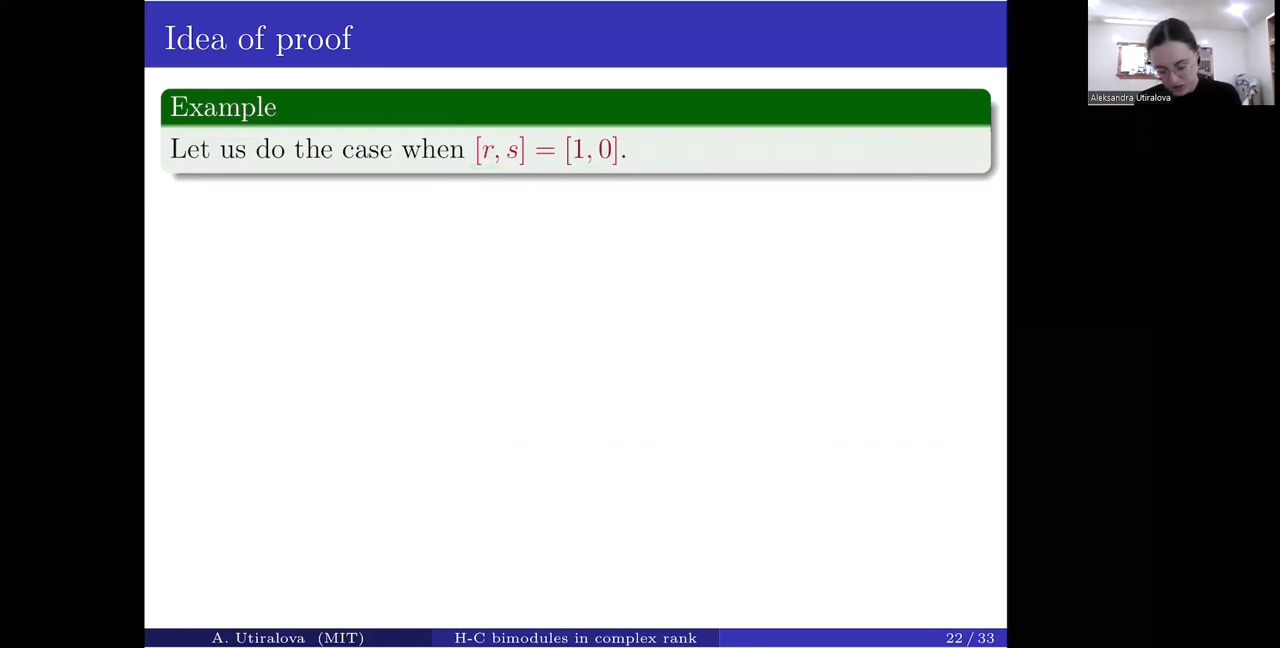 Idea of proof
Example
Let us do the case when [r, s] = [1, 0].
Aleksandra Utiralova
A. Utiralova (MIT)
H-C bimodules in complex rank
22 / 33